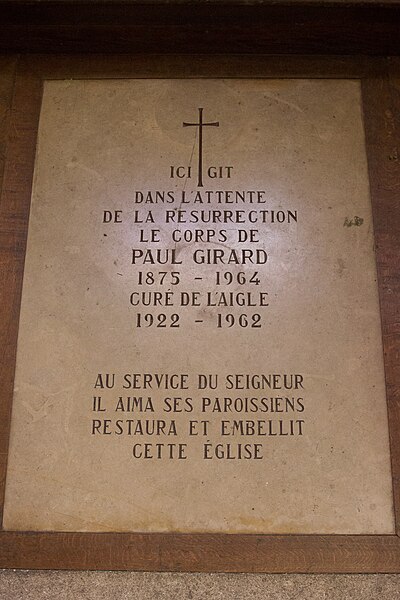 ICI GIT
DANS L'ATTENTE
DE LA RESURRECTION
LE CORPS DE
PAUL GIRARD
1875 - 1964
CURÉ DE L'AIGLE
1922 - 1962
AU SERVICE DU SEIGNEUR
IL AIMA SES PAROISSIENS
RESTAURA ET EMBELLIT
CETTE ÉGLISE